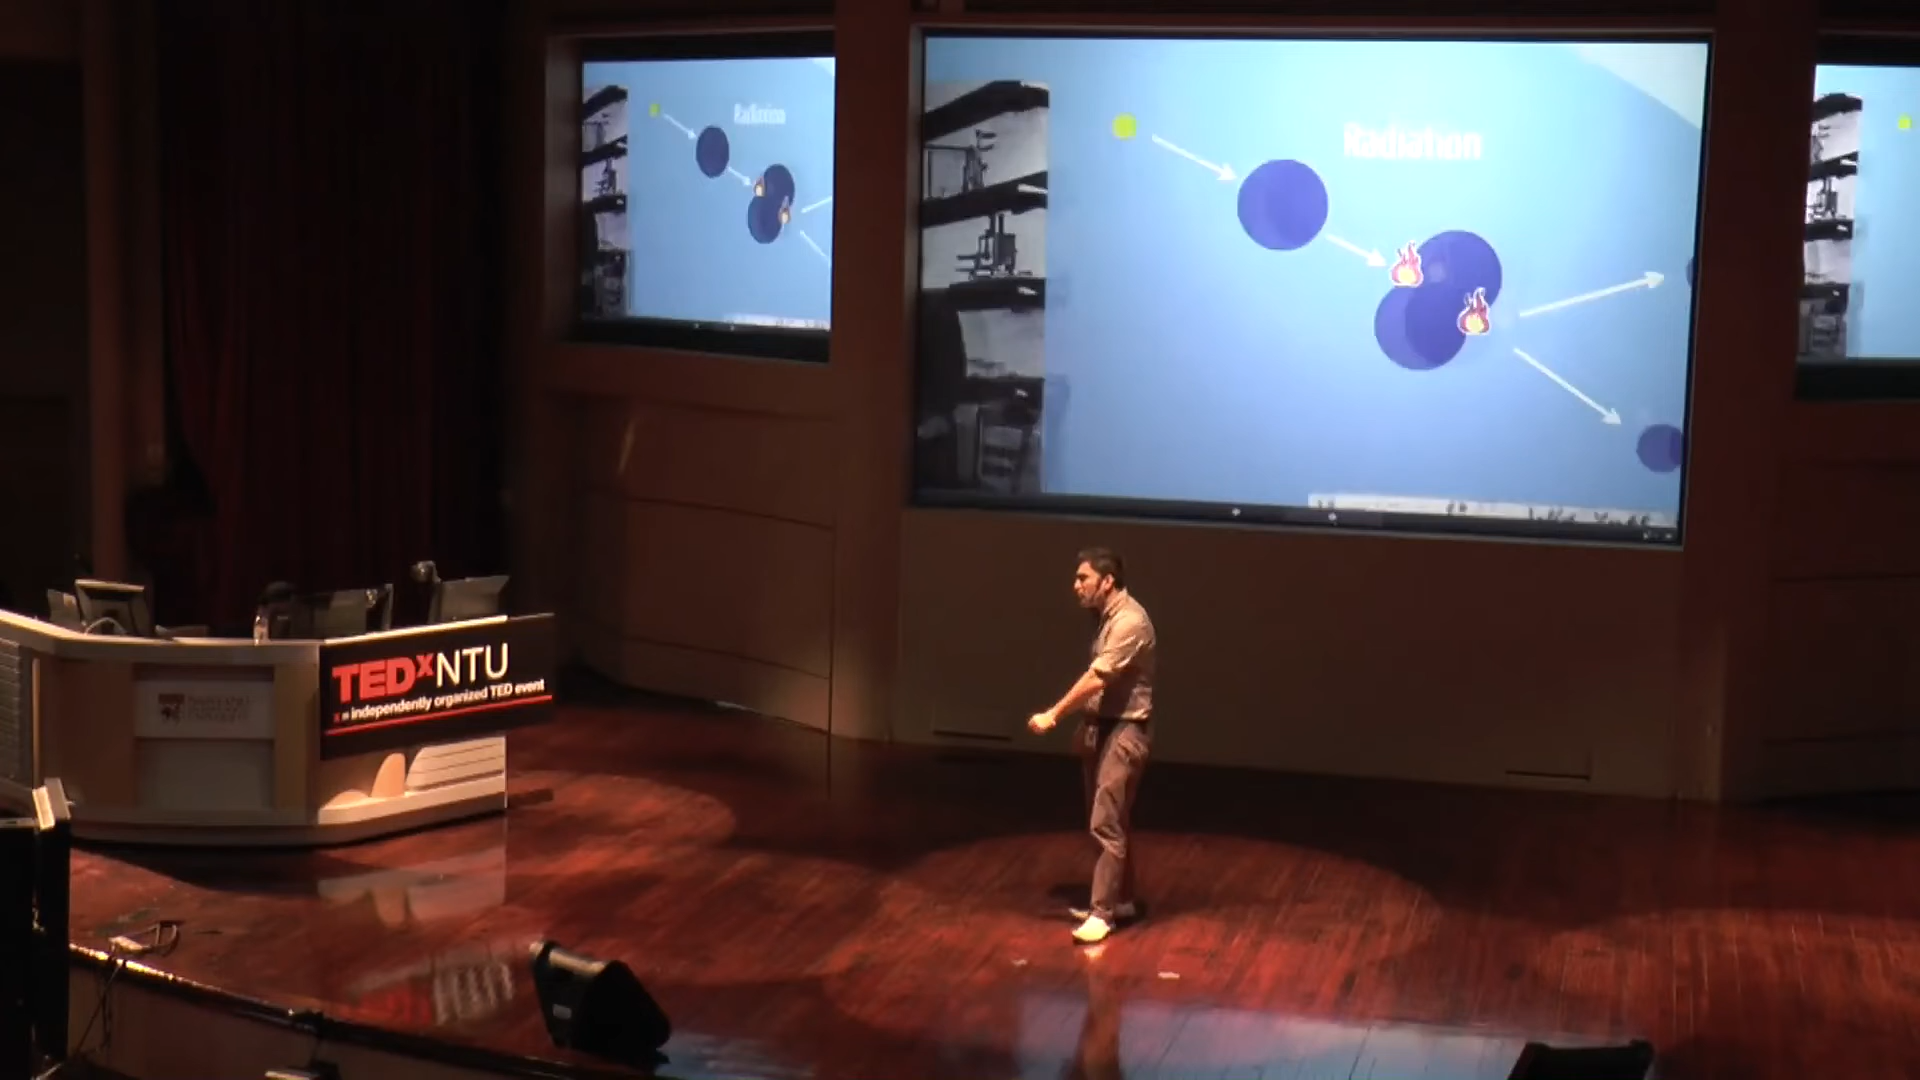 Radiation
Radiation
TEDxNTU
x = independently organized TED event